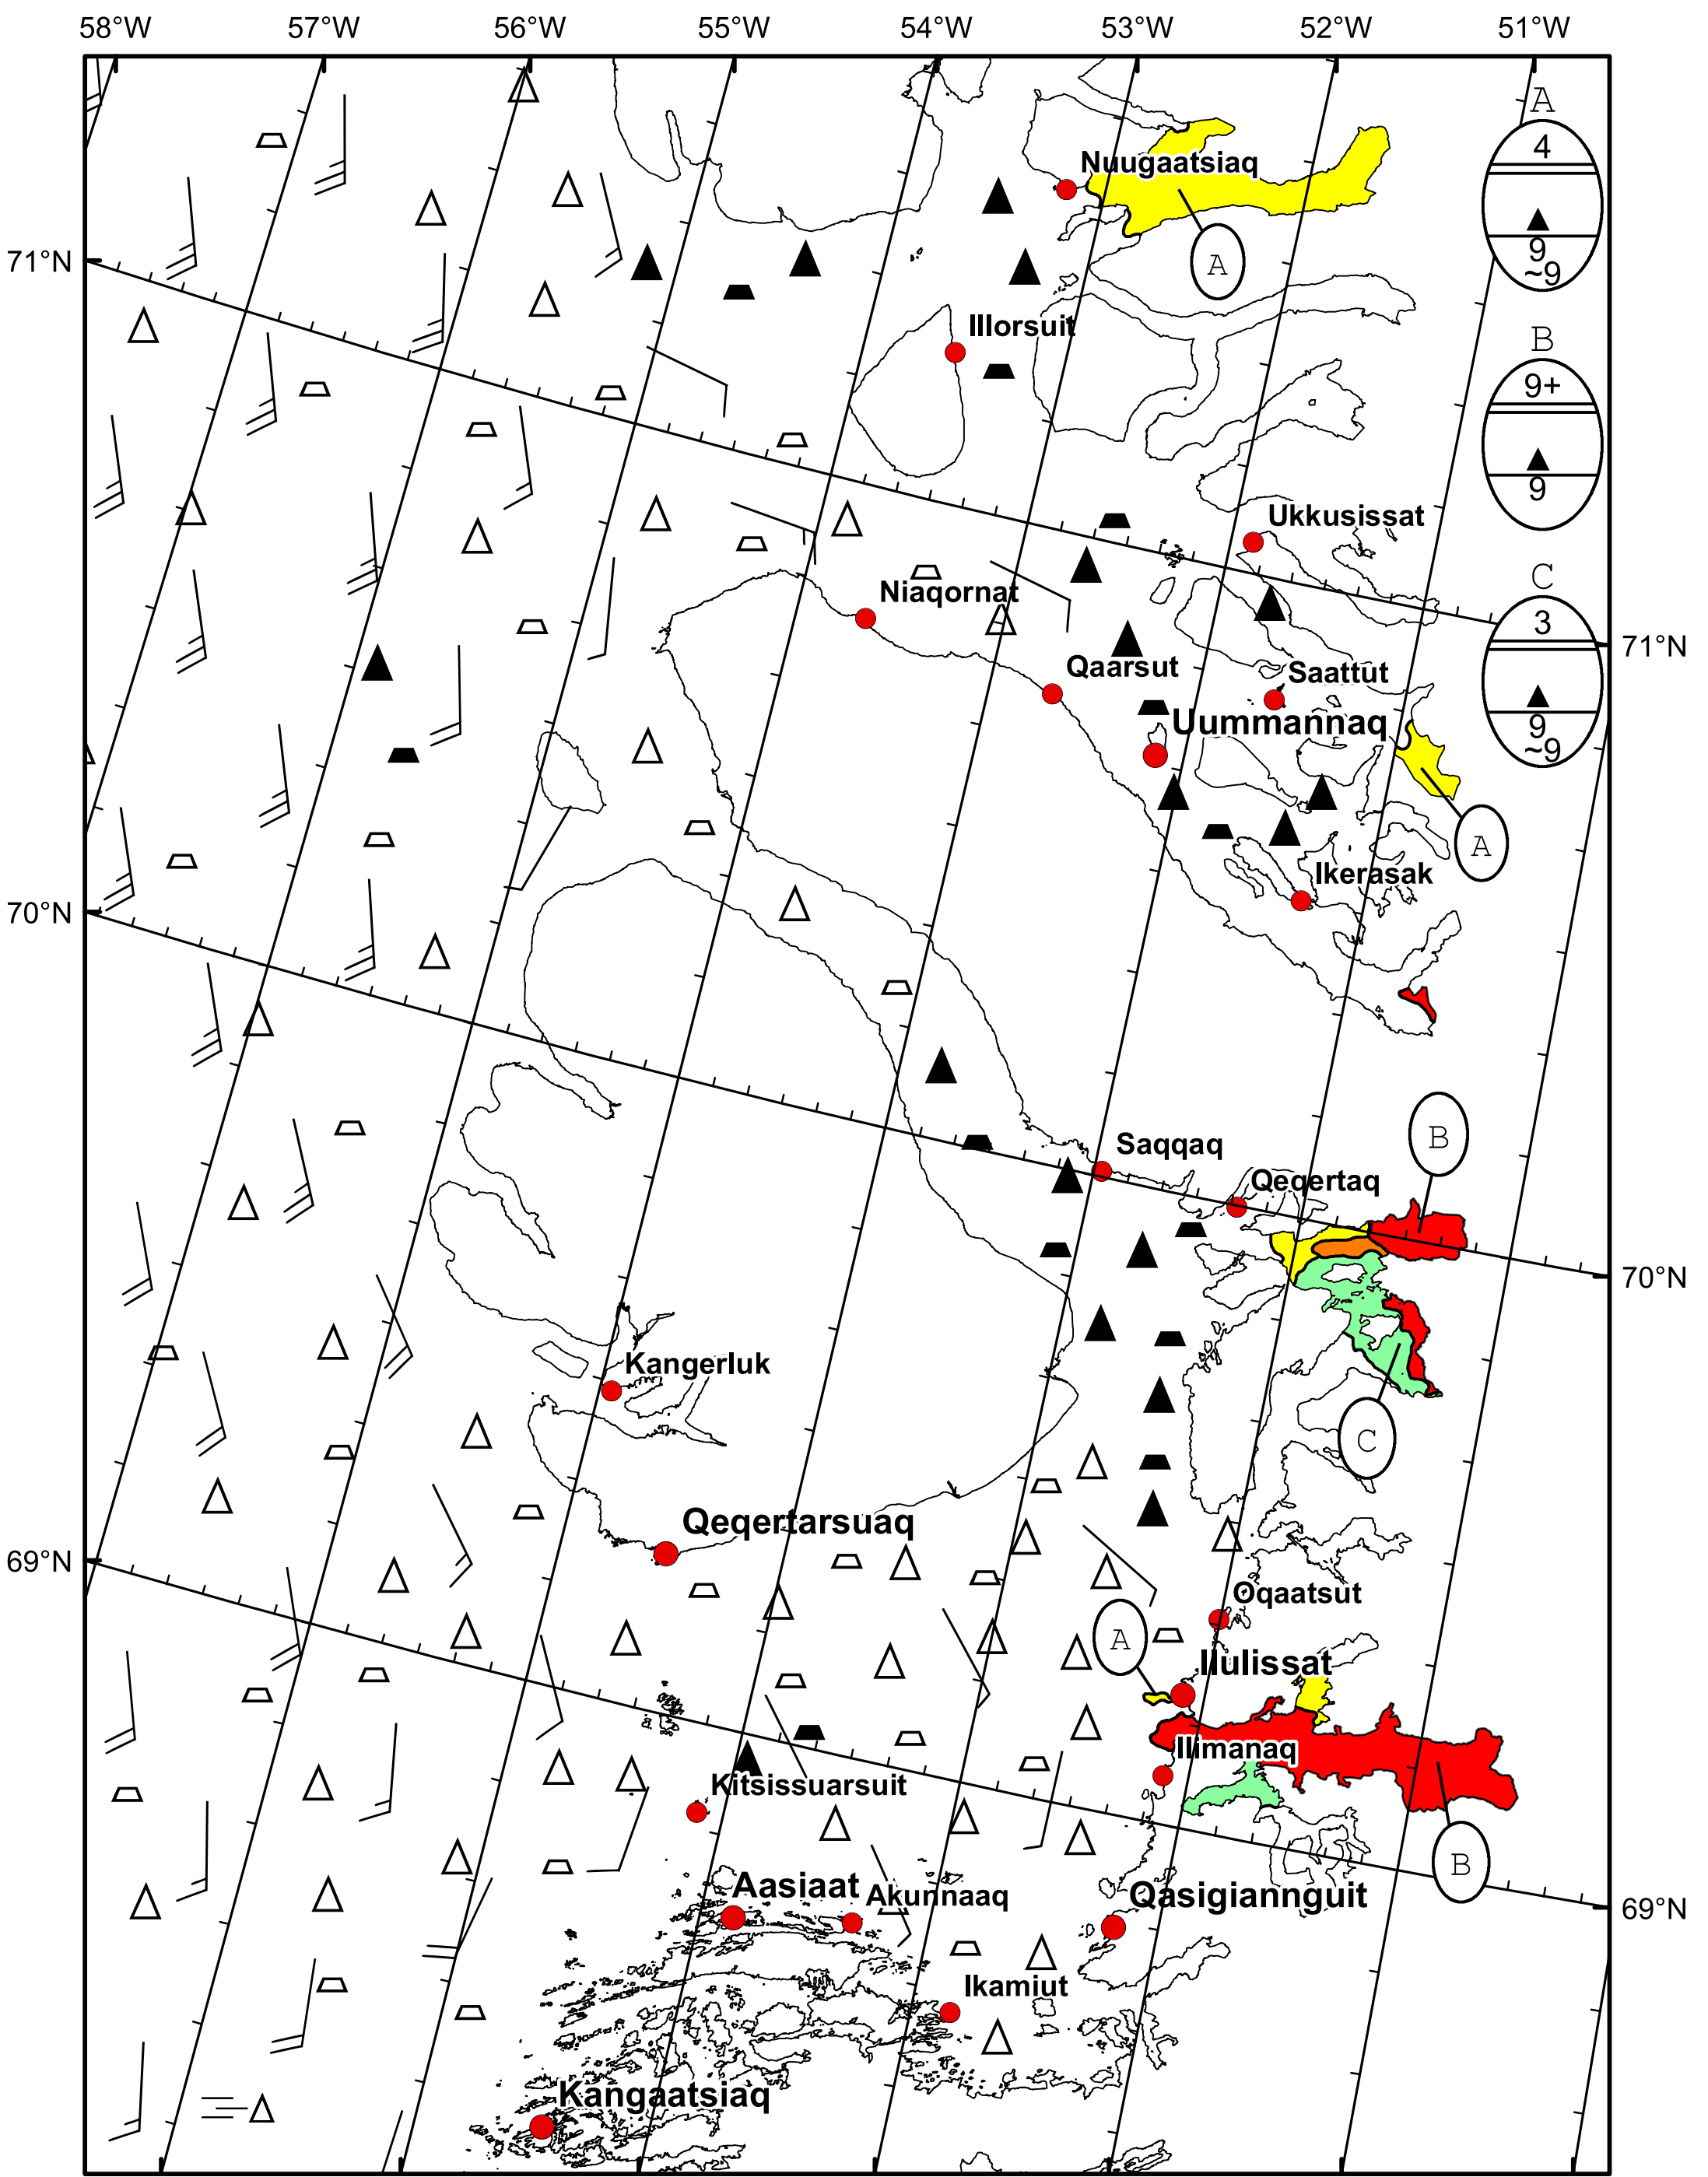 58°W 57°W 56°W 55°W 54°W 53°W 52°W 51°W
A
4
9
~9
Nuugaatsiaq
A
71°N
Illorsuit
B
9+
9
Ukkusissat
C
3
9
~9
Niaqornat
71°N
Qaarsut
Saattut
Uummannaq
A
Ikerasak
70°N
B
Saqqaq
Qeqertaq
70°N
Kangerluk
C
Qeqertarsuaq
69°N
Oqaatsut
A
Ilulissat
Ilimanaq
Kitsissuarsuit
B
Aasiaat
Akunnaaq
Qasigiannguit
69°N
Ikamiut
Kangaatsiaq